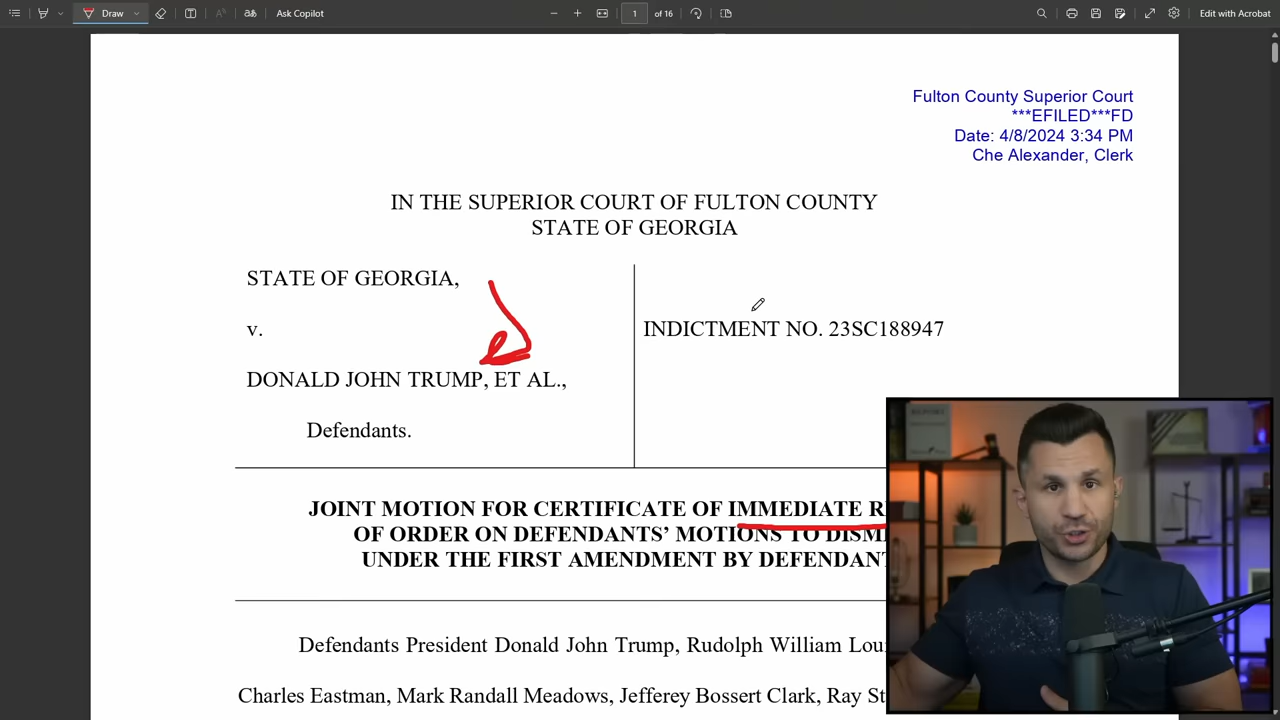 Draw
Ask Copilot
1 of 16
Edit with Acrobat
Fulton County Superior Court
***EFILED***FD
Date: 4/8/2024 3:34 PM
Che Alexander, Clerk
IN THE SUPERIOR COURT OF FULTON COUNTY
STATE OF GEORGIA
STATE OF GEORGIA,
v.
INDICTMENT NO. 23SC188947
DONALD JOHN TRUMP, ET AL.,
Defendants.
JOINT MOTION FOR CERTIFICATE OF IMMEDIATE R
OF ORDER ON DEFENDANTS’ MOTIONS TO DISM
UNDER THE FIRST AMENDMENT BY DEFENDANT
Defendants President Donald John Trump, Rudolph William Lou
Charles Eastman, Mark Randall Meadows, Jefferey Bossert Clark, Ray St